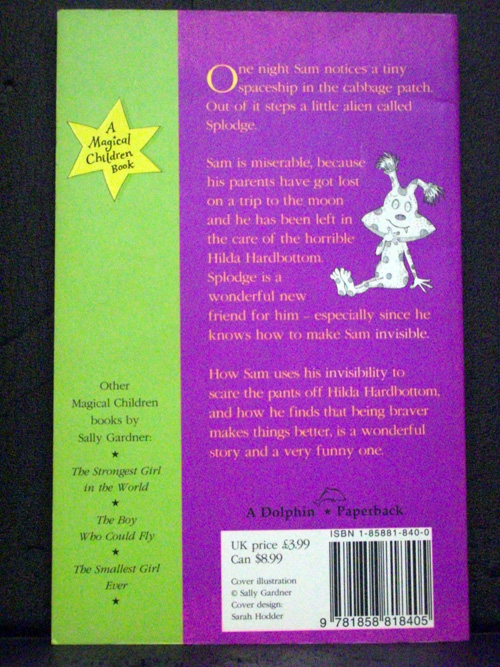 A
Magical
Children
Book
One night Sam notices a tiny
spaceship in the cabbage patch.
Out of it steps a little alien called
Splodge.
Sam is miserable, because
his parents have got lost
on a trip to the moon
and he has been left in
the care of the horrible
Hilda Hardbottom.
Splodge is a
wonderful new
friend for him – especially since he
knows how to make Sam invisible.
How Sam uses his invisibility to
scare the pants off Hilda Hardbottom,
and how he finds that being braver
makes things better, is a wonderful
story and a very funny one.
Other
Magical Children
books by
Sally Gardner:
★
The Strongest Girl
in the World
★
The Boy
Who Could Fly
★
The Smallest Girl
Ever
★
A Dolphin ★ Paperback
UK price £3.99
Can $8.99
Cover illustration
© Sally Gardner
Cover design:
Sarah Hodder
ISBN 1-85881-840-0
9 781858 818405